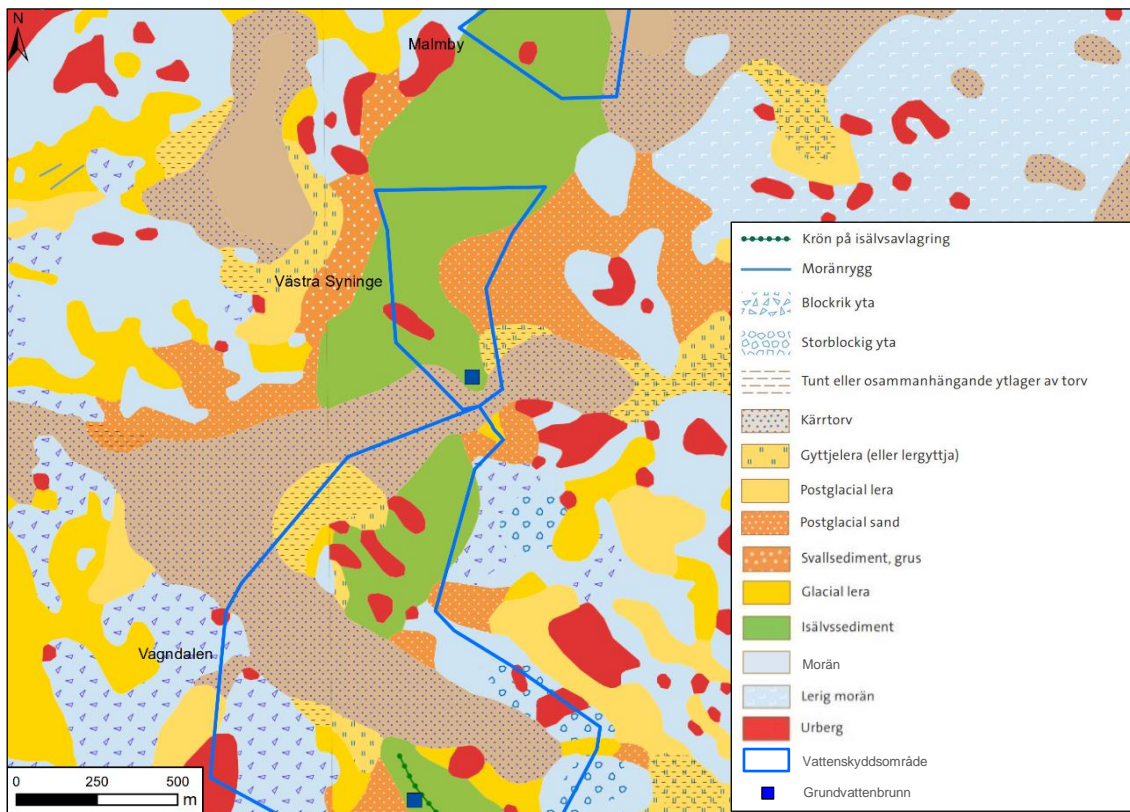 N
Malmby
Västra Syninge
Vagndalen
0 250 500
m
Krön på isälvsavlagring
Moränrygg
Blockrik yta
Storblockig yta
Tunt eller osammanhängande ytlager av torv
Kärrtorv
Gyttjelera (eller lergyttja)
Postglacial lera
Postglacial sand
Svallsediment, grus
Glacial lera
Isälvssediment
Morän
Lerig morän
Urberg
Vattenskyddsområde
Grundvattenbrunn